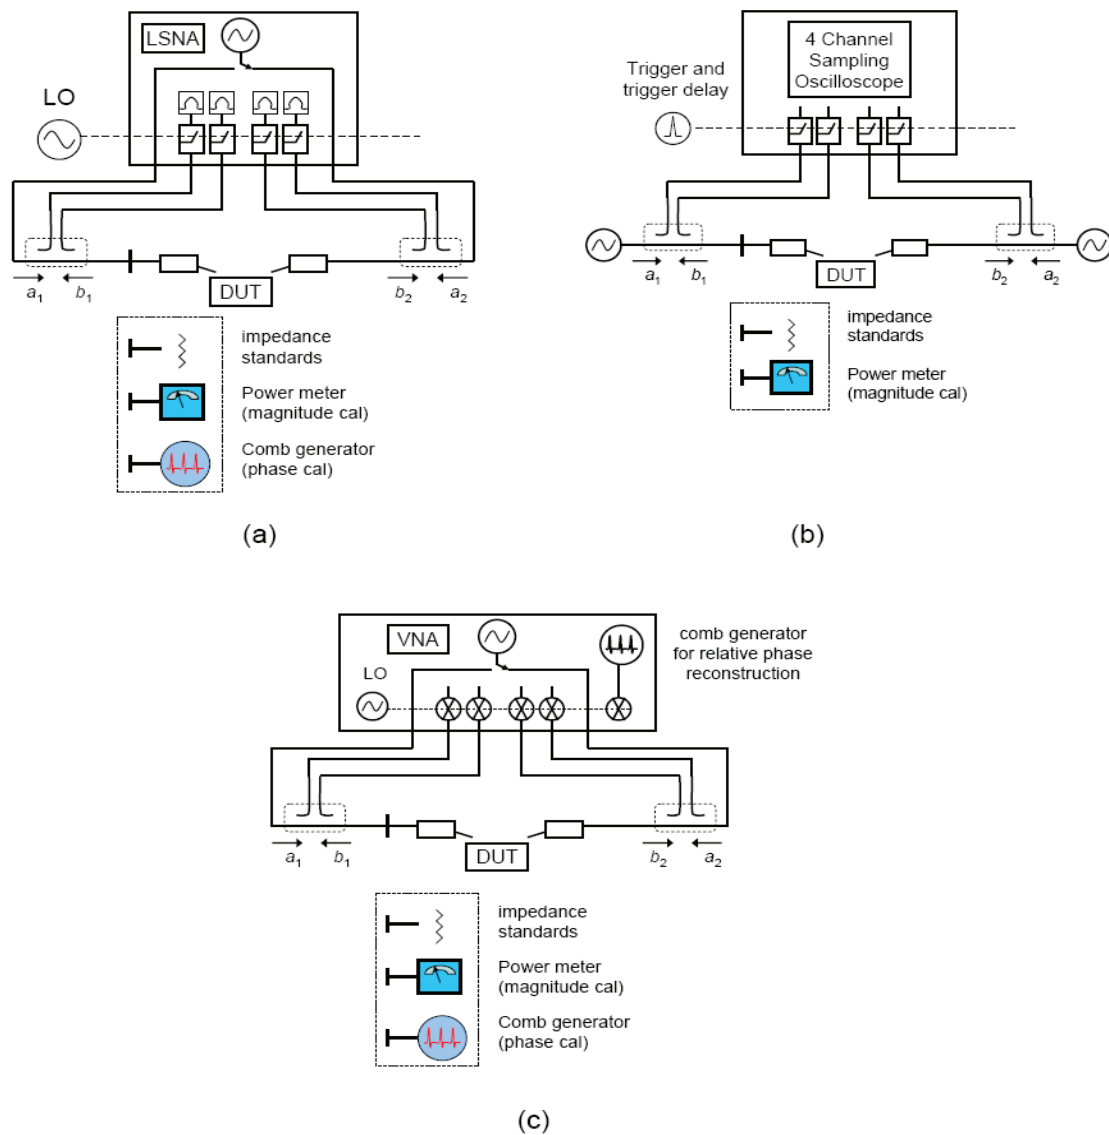 LSNA
LO
a1
b1
DUT
b2
a2
impedance
standards
Power meter
(magnitude cal)
Comb generator
(phase cal)
(a)
4 Channel
Sampling
Oscilloscope
Trigger and
trigger delay
a1
b1
DUT
b2
a2
impedance
standards
Power meter
(magnitude cal)
(b)
VNA
LO
comb generator
for relative phase
reconstruction
a1
b1
DUT
b2
a2
impedance
standards
Power meter
(magnitude cal)
Comb generator
(phase cal)
(c)